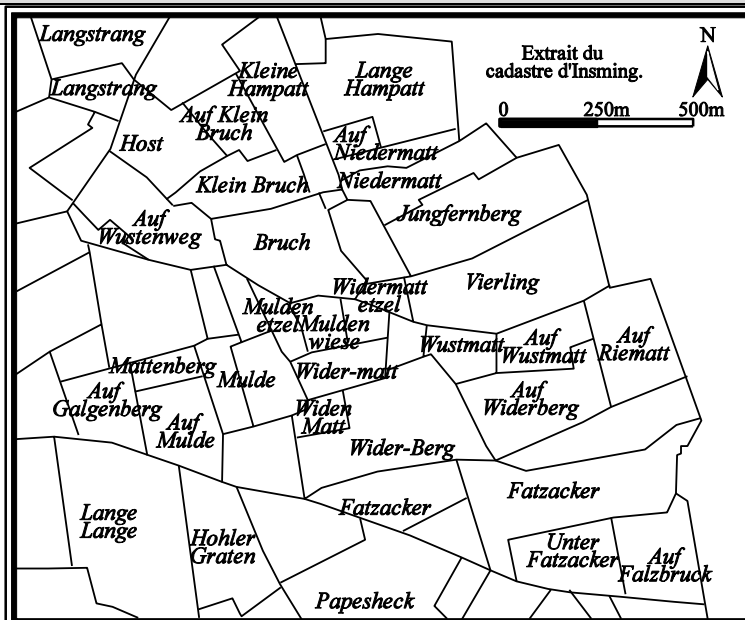 Langstrang
N
Extrait du
cadastre d'Insming.
Kleine
Hampatt
Lange
Hampatt
Langstrang
0 250m 500m
Auf Klein
Bruch
Auf
Niedermatt
Host
Klein Bruch
Niedermatt
Jungfernberg
Auf
Wustenweg
Bruch
Vierling
Widermatt
etzel
Mulden
etzel
Mulden
wiese
Wustmatt
Auf
Wustmatt
Auf
Riematt
Mattenberg
Mulde
Wider-matt
Auf
Galgenberg
Auf
Widerberg
Widen
Matt
Auf
Mulde
Wider-Berg
Fatzacker
Fatzacker
Lange
Lange
Hohler
Graten
Unter
Fatzacker
Auf
Falzbruck
Papesheck